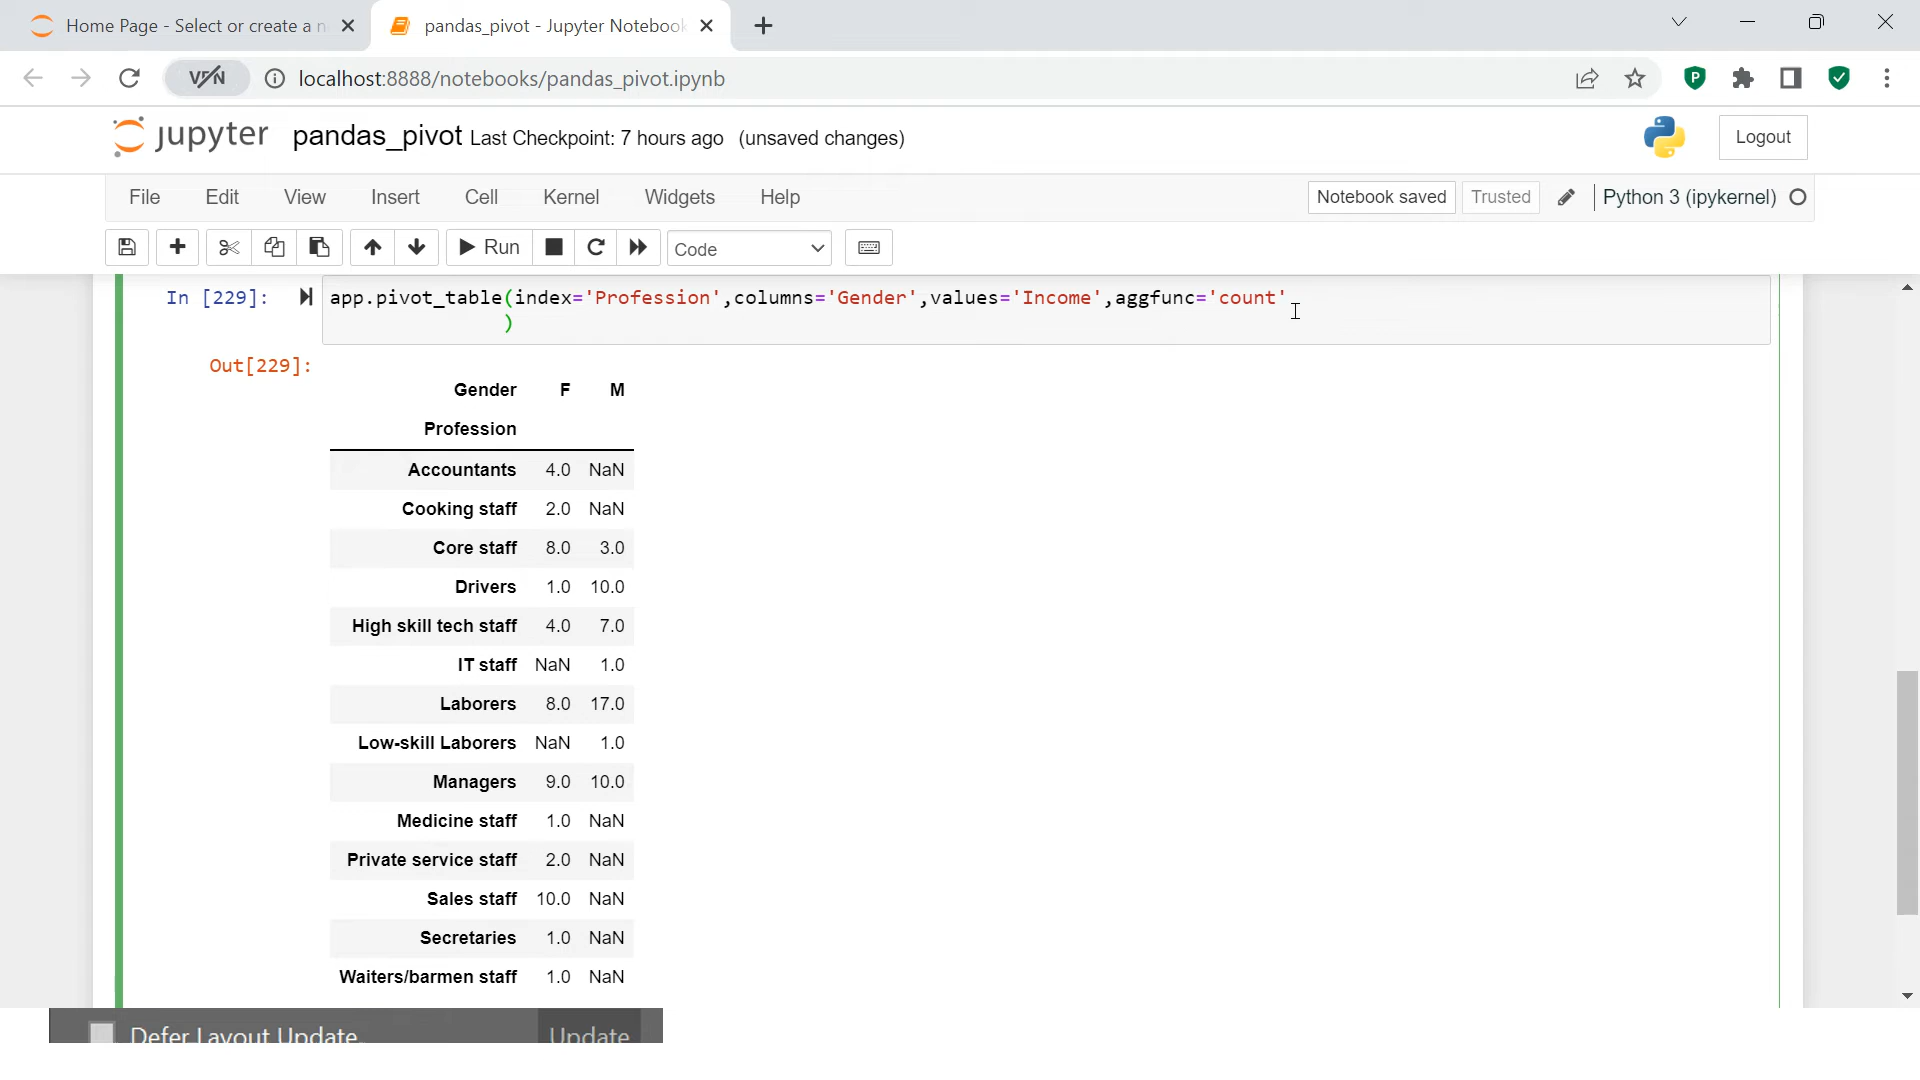 Home Page - Select or create a n
pandas_pivot - Jupyter Notebook
VPN
localhost:8888/notebooks/pandas_pivot.ipynb
P
jupyter pandas_pivot Last Checkpoint: 7 hours ago (unsaved changes)
Logout
File Edit View Insert Cell Kernel Widgets Help
Notebook saved Trusted Python 3 (ipykernel)
Run Code
In [229]: app.pivot_table(index='Profession',columns='Gender',values='Income',aggfunc='count'
)
Out[229]:
Gender F M
Profession
Accountants 4.0 NaN
Cooking staff 2.0 NaN
Core staff 8.0 3.0
Drivers 1.0 10.0
High skill tech staff 4.0 7.0
IT staff NaN 1.0
Laborers 8.0 17.0
Low-skill Laborers NaN 1.0
Managers 9.0 10.0
Medicine staff 1.0 NaN
Private service staff 2.0 NaN
Sales staff 10.0 NaN
Secretaries 1.0 NaN
Waiters/barmen staff 1.0 NaN
Defer Layout Update Update